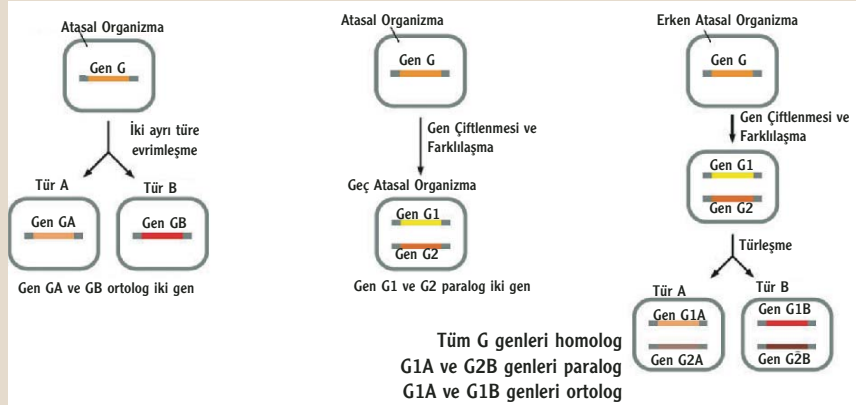 Atasal Organizma
Gen G
İki ayrı türe
evrimleşme
Tür A
Tür B
Gen GA
Gen GB
Gen GA ve GB ortolog iki gen
Atasal Organizma
Gen G
Gen Çiftlenmesi ve
Farklılaşma
Geç Atasal Organizma
Gen G1
Gen G2
Gen G1 ve G2 paralog iki gen
Erken Atasal Organizma
Gen G
Gen Çiftlenmesi ve
Farklılaşma
Gen G1
Gen G2
Türleşme
Tür A
Tür B
Gen G1A
Gen G2A
Gen G1B
Gen G2B
Tüm G genleri homolog
G1A ve G2B genleri paralog
G1A ve G1B genleri ortolog